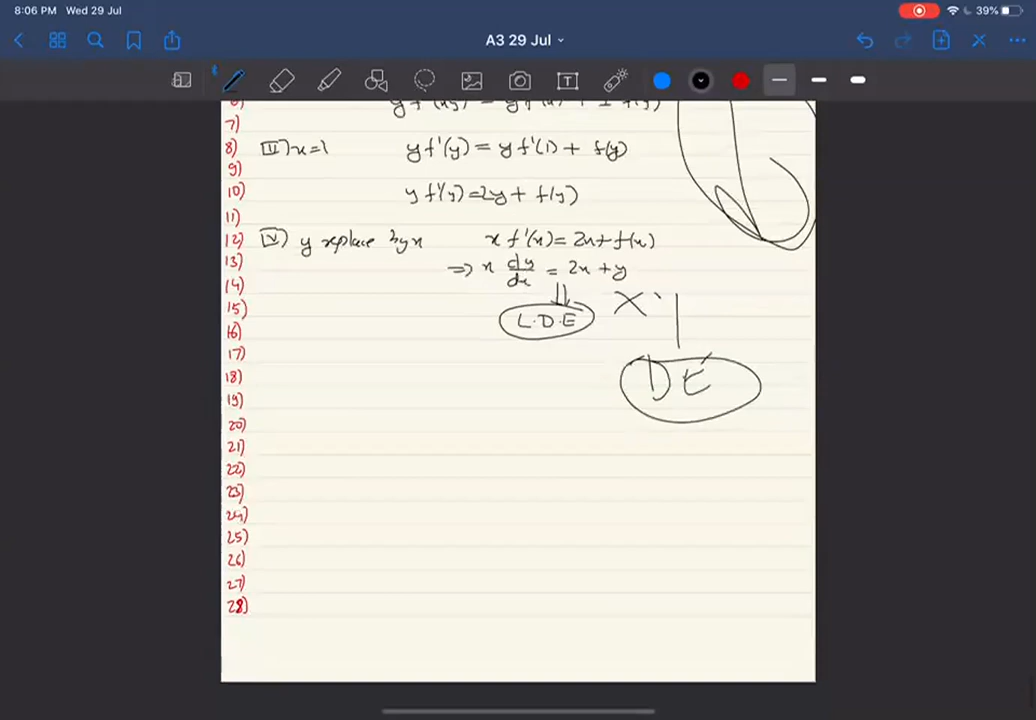 8:06 PM Wed 29 Jul
39%
A3 29 Jul
6)
7)
8) III) x=1 y f'(y) = y f'(1) + f(y)
9)
10) y f'(y) = 2y + f(y)
11)
12) IV) y replace by x x f'(x) = 2x + f(x)
13) => x dy/dx = 2x + y
14)
15)
16) L.D.E
17)
18) DE
19)
20)
21)
22)
23)
24)
25)
26)
27)
28)